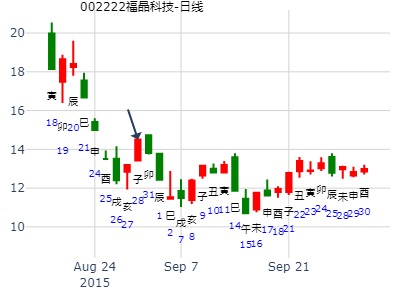 002222福晶科技-日线
20
18
16
14
12
10
寅
18
卯
19
辰
20
巳
21
申
24
酉
25
戌
26
亥
27
子
28
卯
31
辰
1
巳
2
戌
7
亥
8
子
9
丑
10
寅
11
巳
14
午
15
未
16
申
17
酉
18
子
21
丑
22
寅
23
卯
24
辰
25
未
28
申
29
酉
30
Aug 24
2015
Sep 7
Sep 21